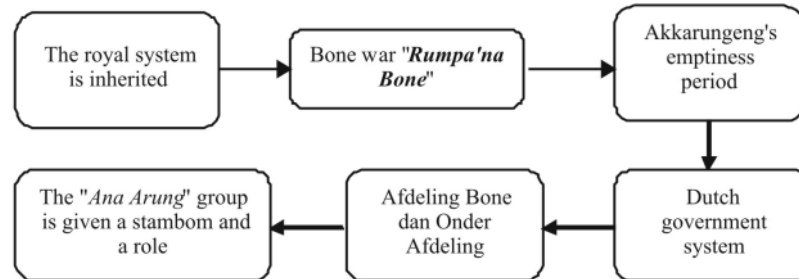 The royal system
is inherited
Bone war "Rumpa'na
Bone"
Akkarungeng's
emptiness
period
Dutch
government
system
Afdeling Bone
dan Onder
Afdeling
The "Ana Arung" group
is given a stambom and
a role